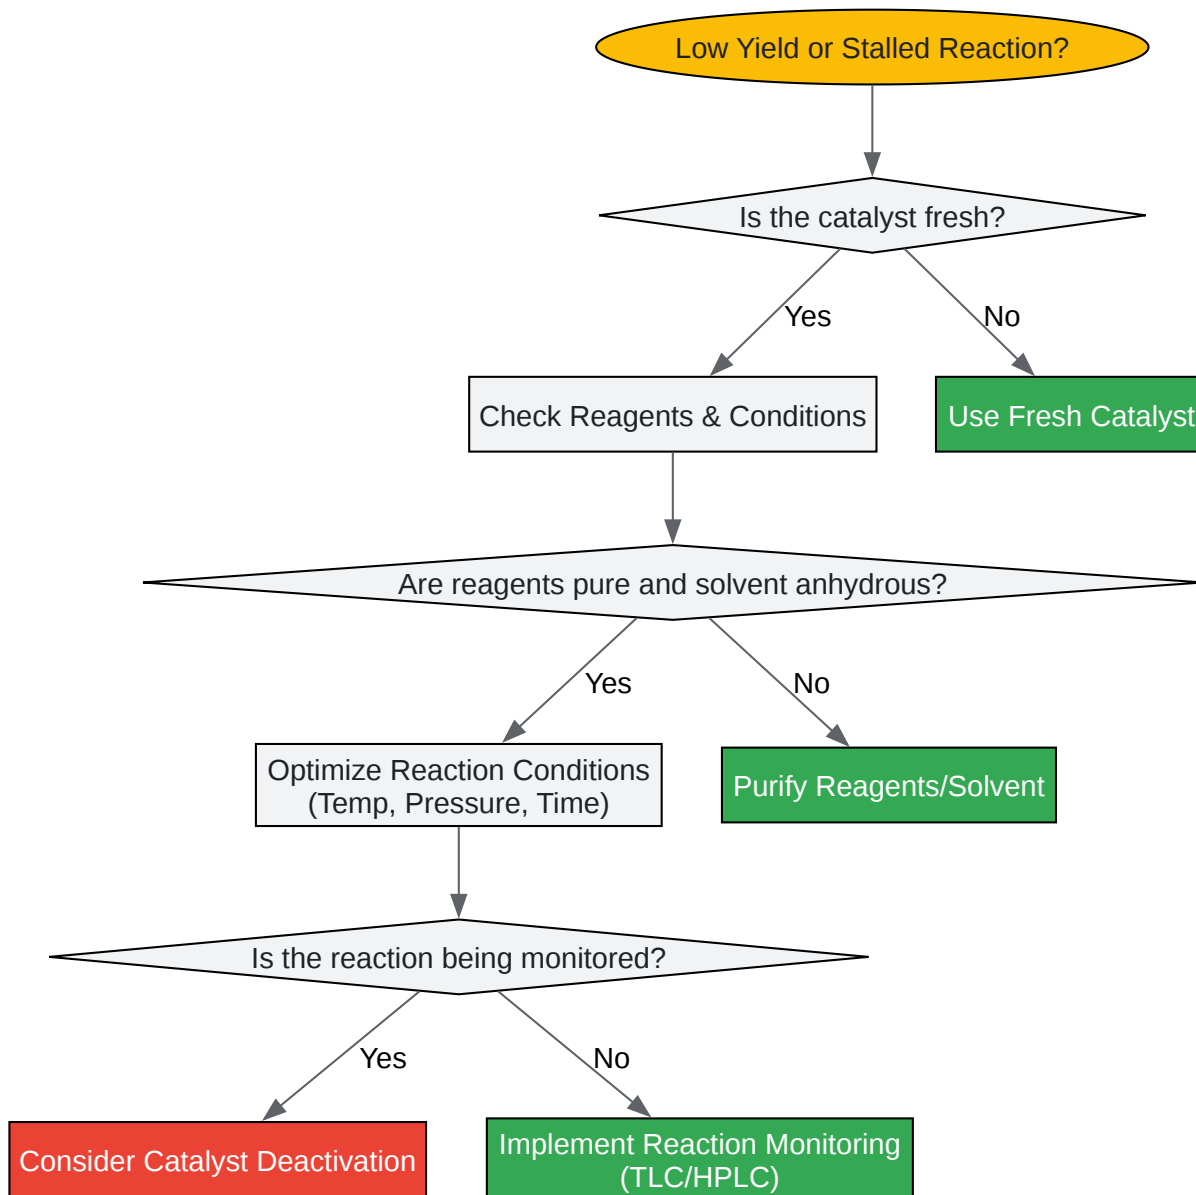 Low Yield or Stalled Reaction?
Is the catalyst fresh?
Yes
No
Check Reagents & Conditions
Use Fresh Catalyst
Are reagents pure and solvent anhydrous?
Yes
No
Optimize Reaction Conditions
(Temp, Pressure, Time)
Purify Reagents/Solvent
Is the reaction being monitored?
Yes
No
Consider Catalyst Deactivation
Implement Reaction Monitoring
(TLC/HPLC)